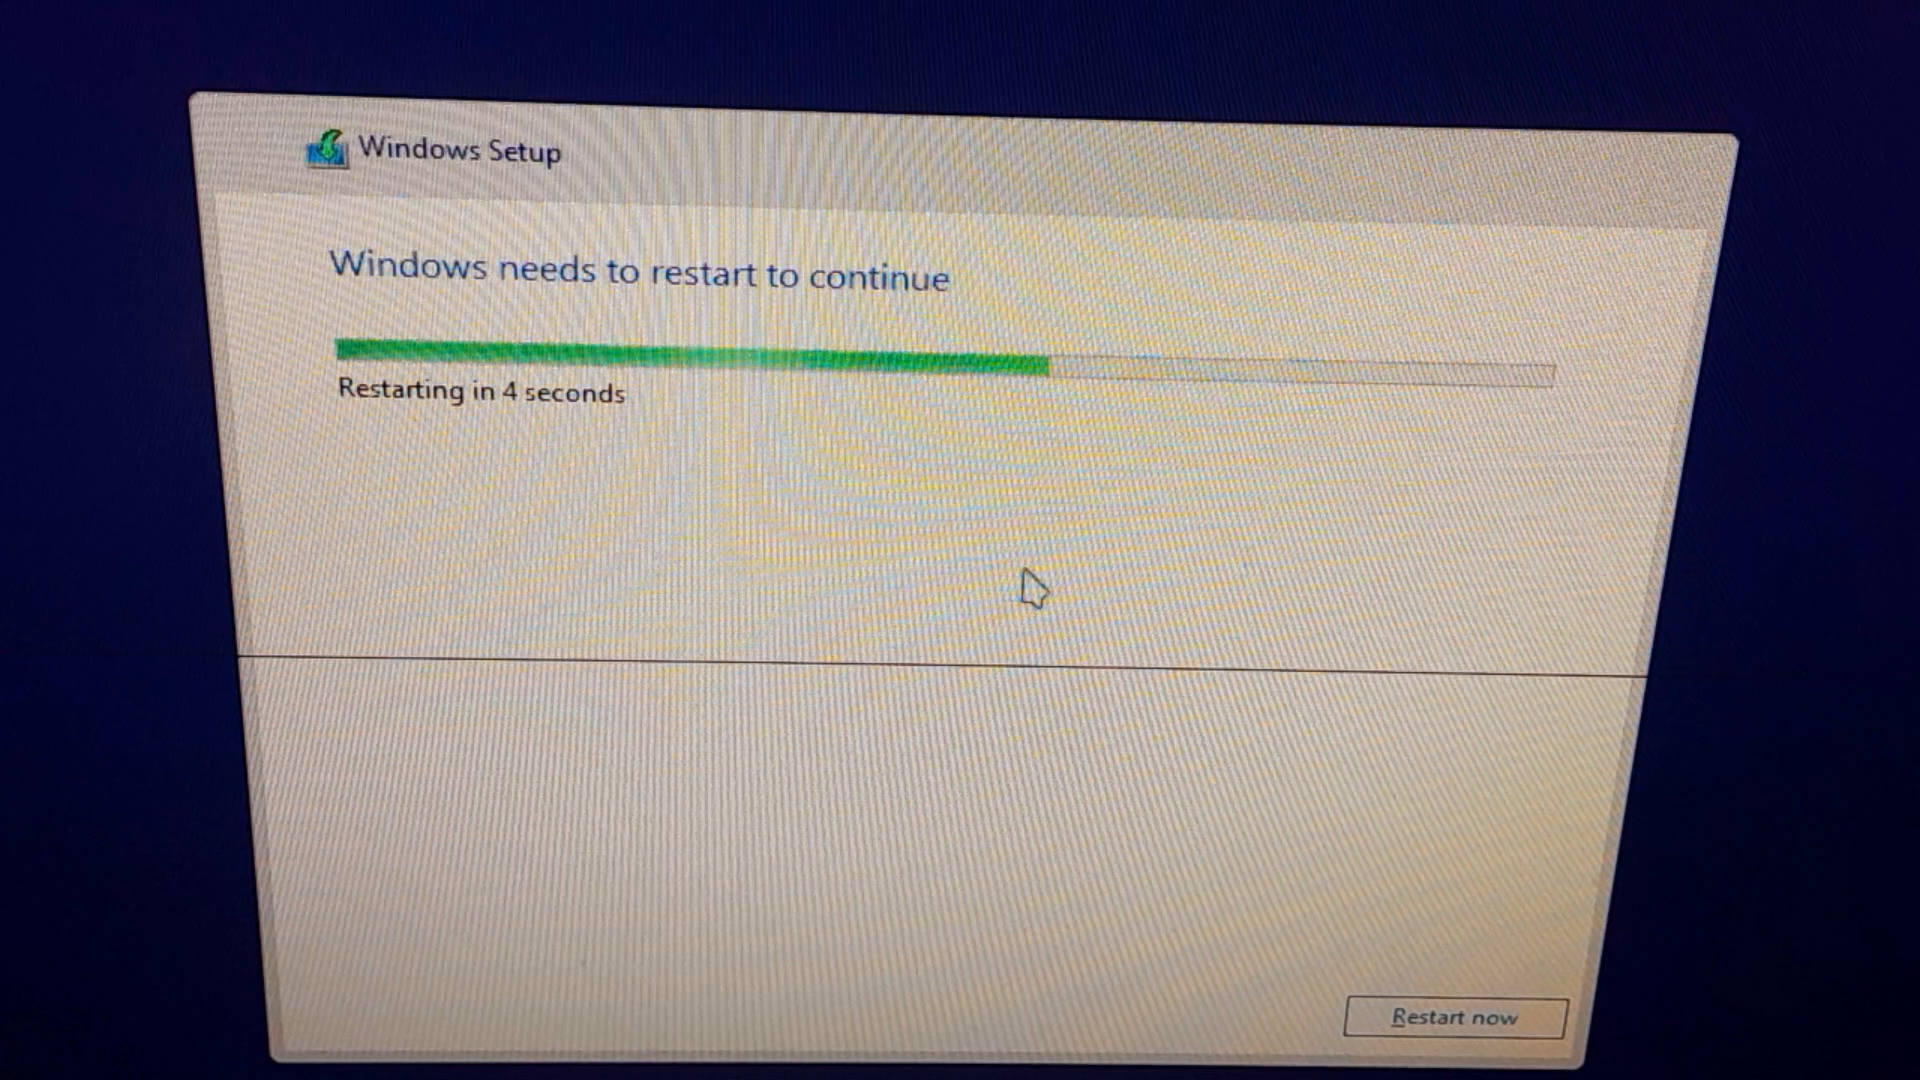 Windows Setup
Windows needs to restart to continue
Restarting in 4 seconds
Restart now